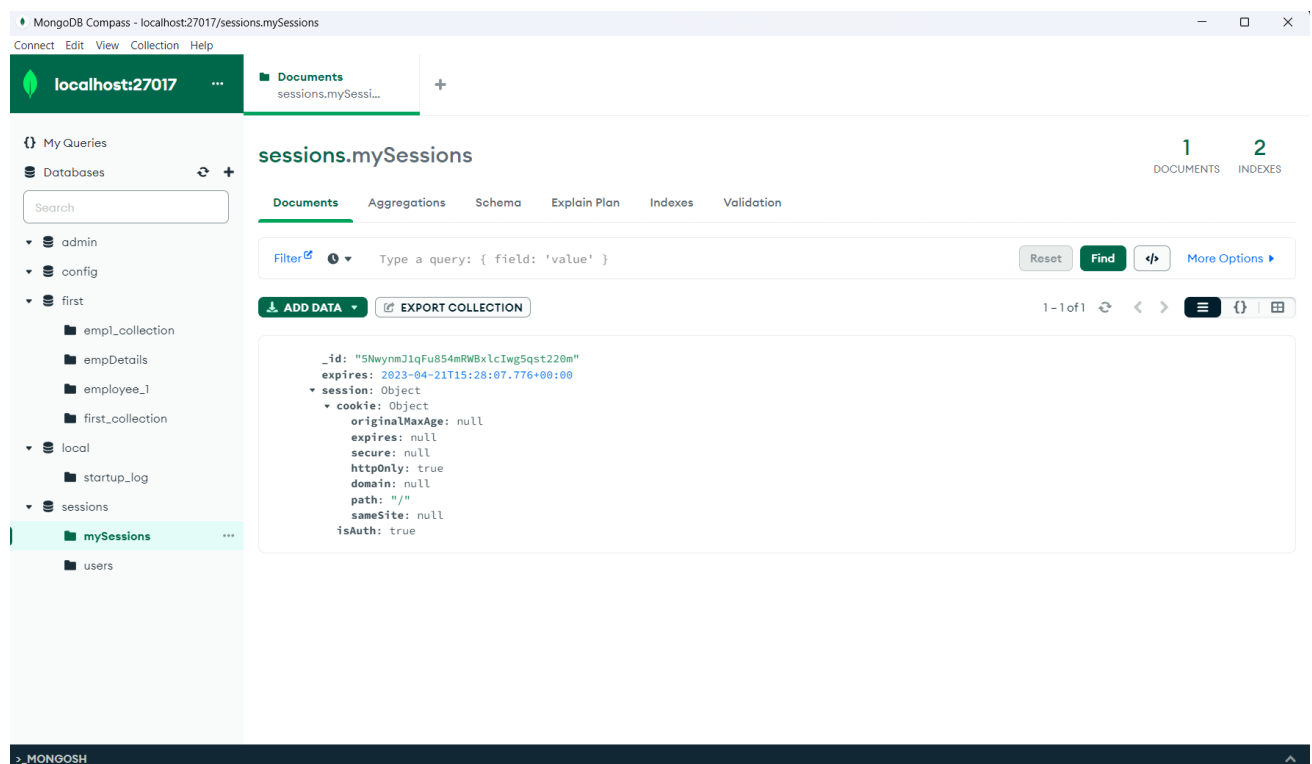 MongoDB Compass - localhost:27017/sessions.mySessions
Connect Edit View Collection Help
localhost:27017 ...
Documents
sessions.mySessi...
+
{} My Queries
Databases
Search
admin
config
first
emp1_collection
empDetails
employee_1
first_collection
local
startup_log
sessions
mySessions ...
users
sessions.mySessions
1
DOCUMENTS
2
INDEXES
Documents Aggregations Schema Explain Plan Indexes Validation
Filter Type a query: { field: 'value' } Reset Find </> More Options
ADD DATA EXPORT COLLECTION 1 – 1 of 1 {}
_id: "5NwynmJ1qFu854mRWBxlcIwg5qst220m"
expires: 2023-04-21T15:28:07.776+00:00
session: Object
cookie: Object
originalMaxAge: null
expires: null
secure: null
httpOnly: true
domain: null
path: "/"
sameSite: null
isAuth: true
>_MONGOSH